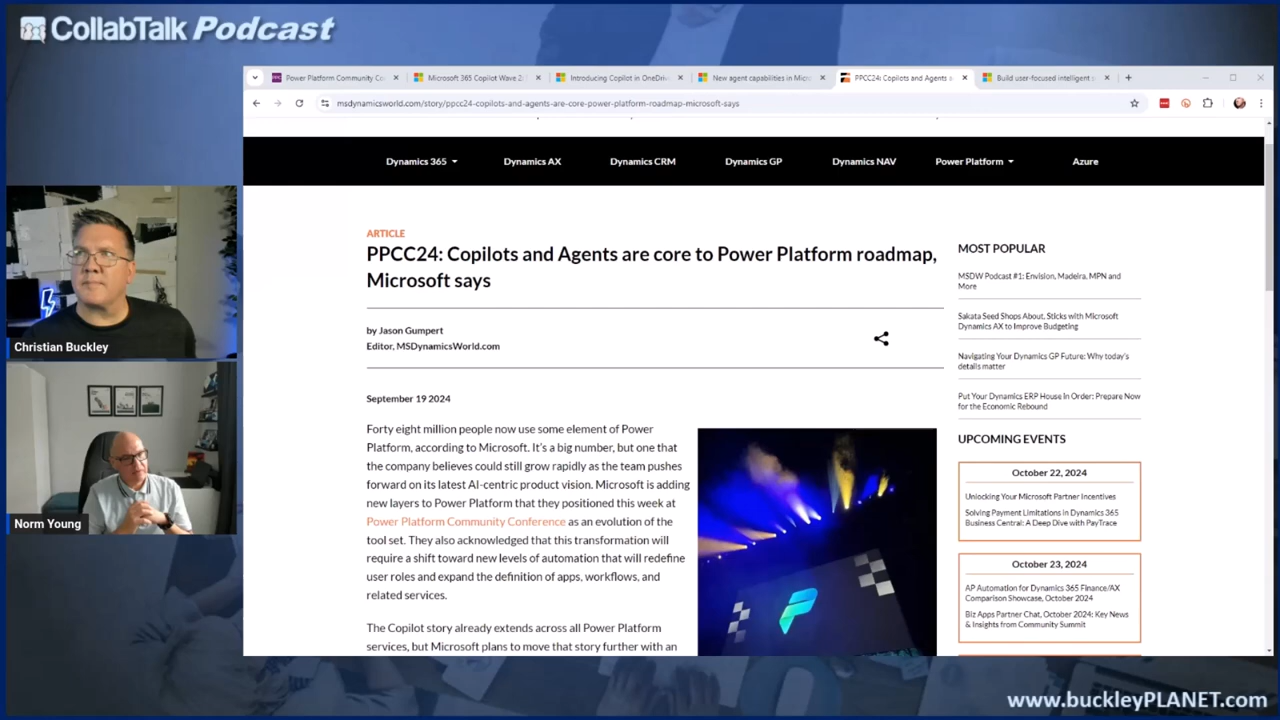 CollabTalk Podcast
Power Platform Community Co
Microsoft 365 Copilot Wave 2
Introducing Copilot in OneDriv
New agent capabilities in Micro
PPCC24: Copilots and Agents a
Build user-focused intelligent s
msdynamicsworld.com/story/ppcc24-copilots-and-agents-are-core-power-platform-roadmap-microsoft-says
Dynamics 365
Dynamics AX
Dynamics CRM
Dynamics GP
Dynamics NAV
Power Platform
Azure
ARTICLE
PPCC24: Copilots and Agents are core to Power Platform roadmap,
Microsoft says
by Jason Gumpert
Editor, MSDynamicsWorld.com
September 19 2024
Forty eight million people now use some element of Power
Platform, according to Microsoft. It's a big number, but one that
the company believes could still grow rapidly as the team pushes
forward on its latest AI-centric product vision. Microsoft is adding
new layers to Power Platform that they positioned this week at
Power Platform Community Conference as an evolution of the
tool set. They also acknowledged that this transformation will
require a shift toward new levels of automation that will redefine
user roles and expand the definition of apps, workflows, and
related services.
The Copilot story already extends across all Power Platform
services, but Microsoft plans to move that story further with an
MOST POPULAR
MSDW Podcast #1: Envision, Madeira, MPN and
More
Sakata Seed Shops About, Sticks with Microsoft
Dynamics AX to Improve Budgeting
Navigating Your Dynamics GP Future: Why today's
details matter
Put Your Dynamics ERP House In Order: Prepare Now
for the Economic Rebound
UPCOMING EVENTS
October 22, 2024
Unlocking Your Microsoft Partner Incentives
Solving Payment Limitations in Dynamics 365
Business Central: A Deep Dive with PayTrace
October 23, 2024
AP Automation for Dynamics 365 Finance/AX
Comparison Showcase, October 2024
Biz Apps Partner Chat, October 2024: Key News
& Insights from Community Summit
Christian Buckley
Norm Young
www.buckleyPLANET.com